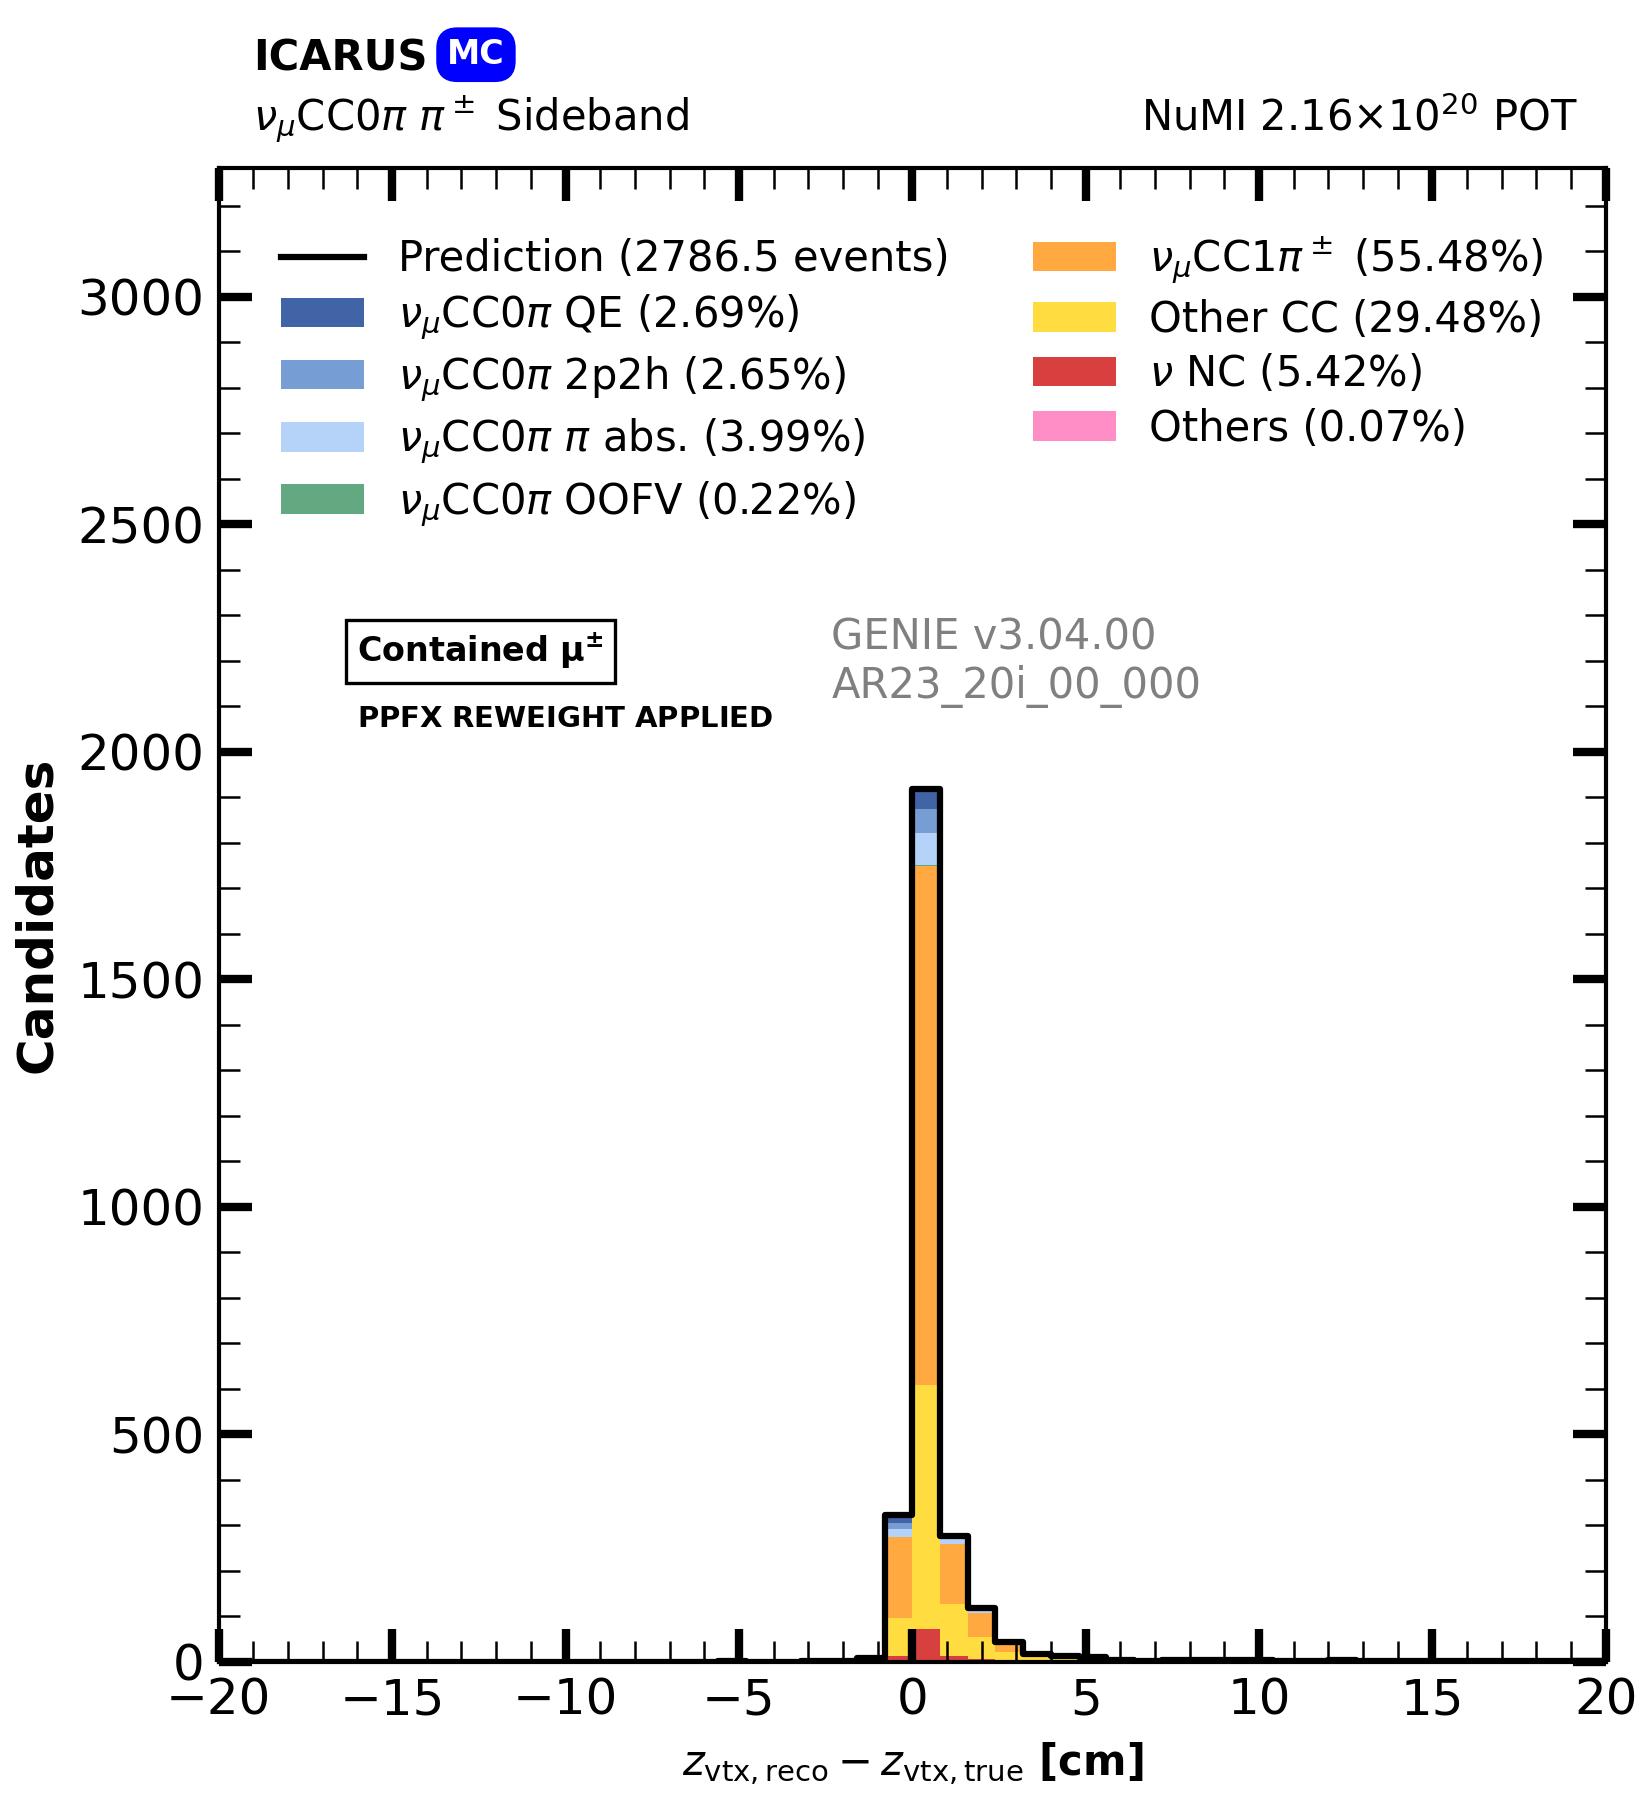 ICARUS MC
νμCC0π π± Sideband
NuMI 2.16×10²⁰ POT
Prediction (2786.5 events)
νμCC0π QE (2.69%)
νμCC0π 2p2h (2.65%)
νμCC0π π abs. (3.99%)
νμCC0π OOFV (0.22%)
νμCC1π± (55.48%)
Other CC (29.48%)
ν NC (5.42%)
Others (0.07%)
Contained μ±
PPFX REWEIGHT APPLIED
GENIE v3.04.00
AR23_20i_00_000
Candidates
3000
2500
2000
1500
1000
500
0
−20 −15 −10 −5 0 5 10 15 20
z vtx, reco − z vtx, true [cm]